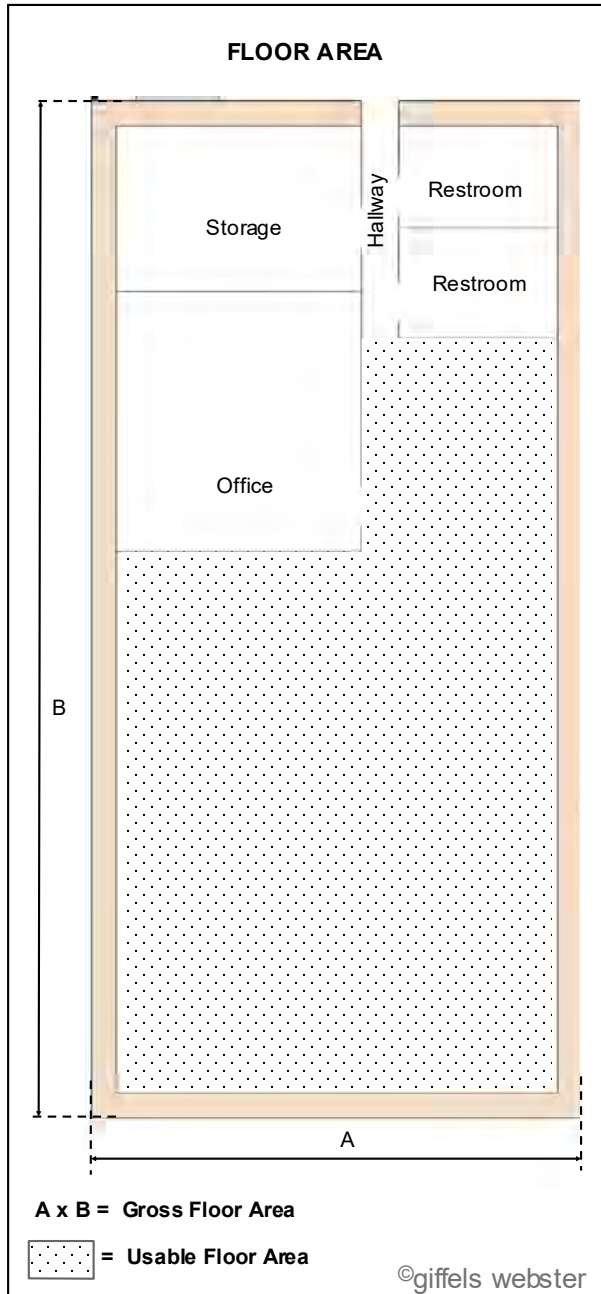 FLOOR AREA
Storage
Hallway
Restroom
Restroom
Office
B
A
A x B = Gross Floor Area
= Usable Floor Area
©giffels webster